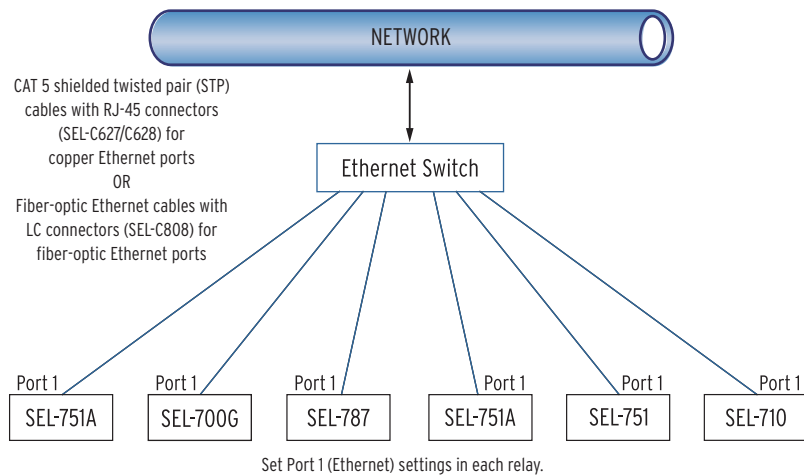 NETWORK
CAT 5 shielded twisted pair (STP)
cables with RJ-45 connectors
(SEL-C627/C628) for
copper Ethernet ports
OR
Fiber-optic Ethernet cables with
LC connectors (SEL-C808) for
fiber-optic Ethernet ports
Ethernet Switch
Port 1
Port 1
Port 1
Port 1
Port 1
Port 1
SEL-751A
SEL-700G
SEL-787
SEL-751A
SEL-751
SEL-710
Set Port 1 (Ethernet) settings in each relay.